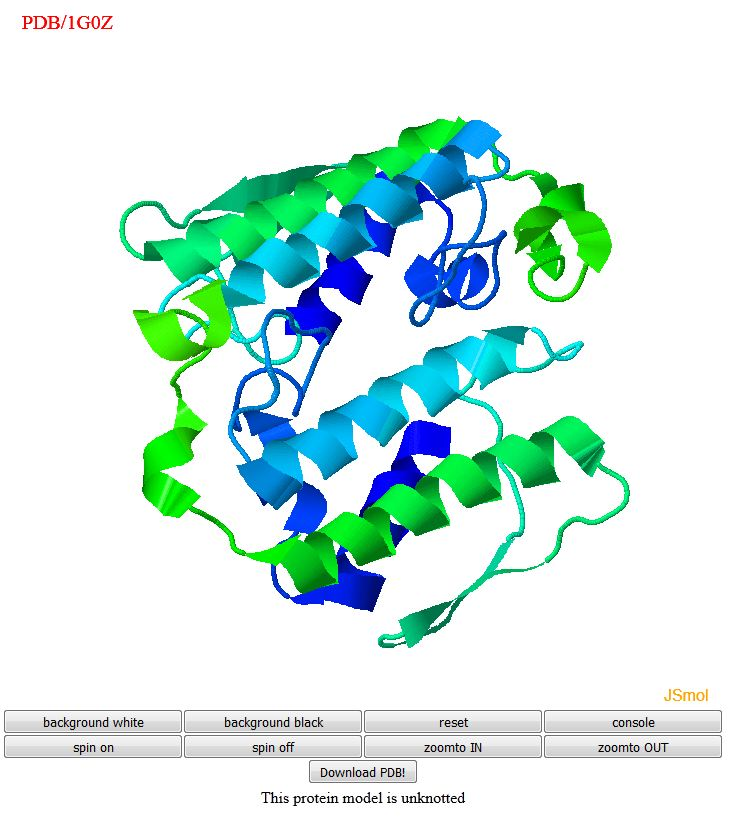 PDB/1G0Z
JSmol
background white background black reset console
spin on spin off zoomto IN zoomto OUT
Download PDB!
This protein model is unknotted